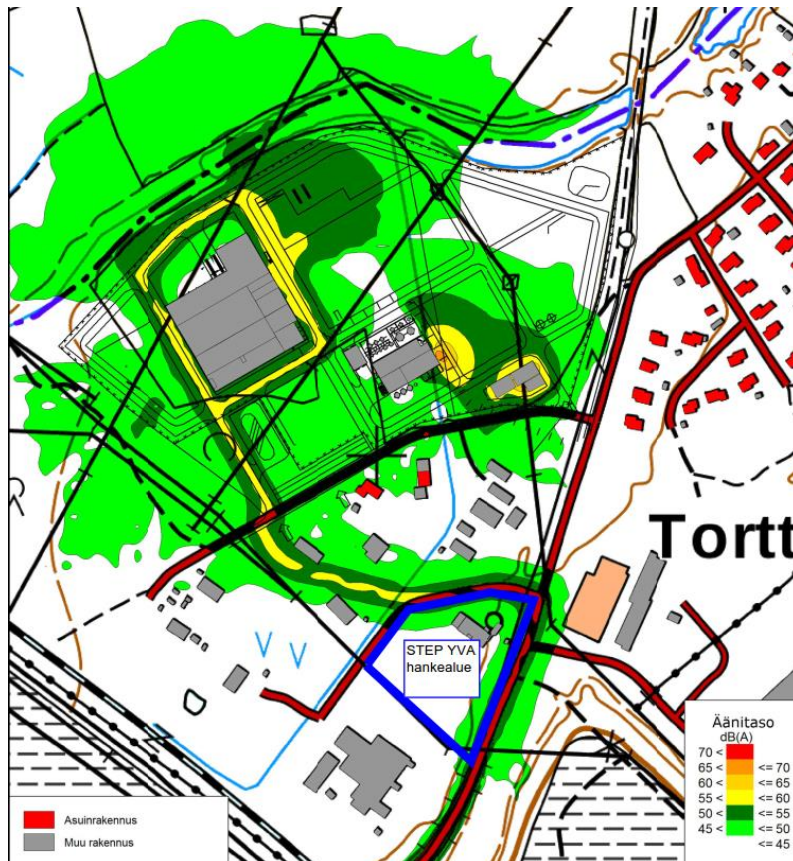 Tortt
STEP YVA
hankealue
Asuinrakennus
Muu rakennus
Äänitaso
dB(A)
70 <
65 < <= 70
60 < <= 65
55 < <= 60
50 < <= 55
45 < <= 50
<= 45